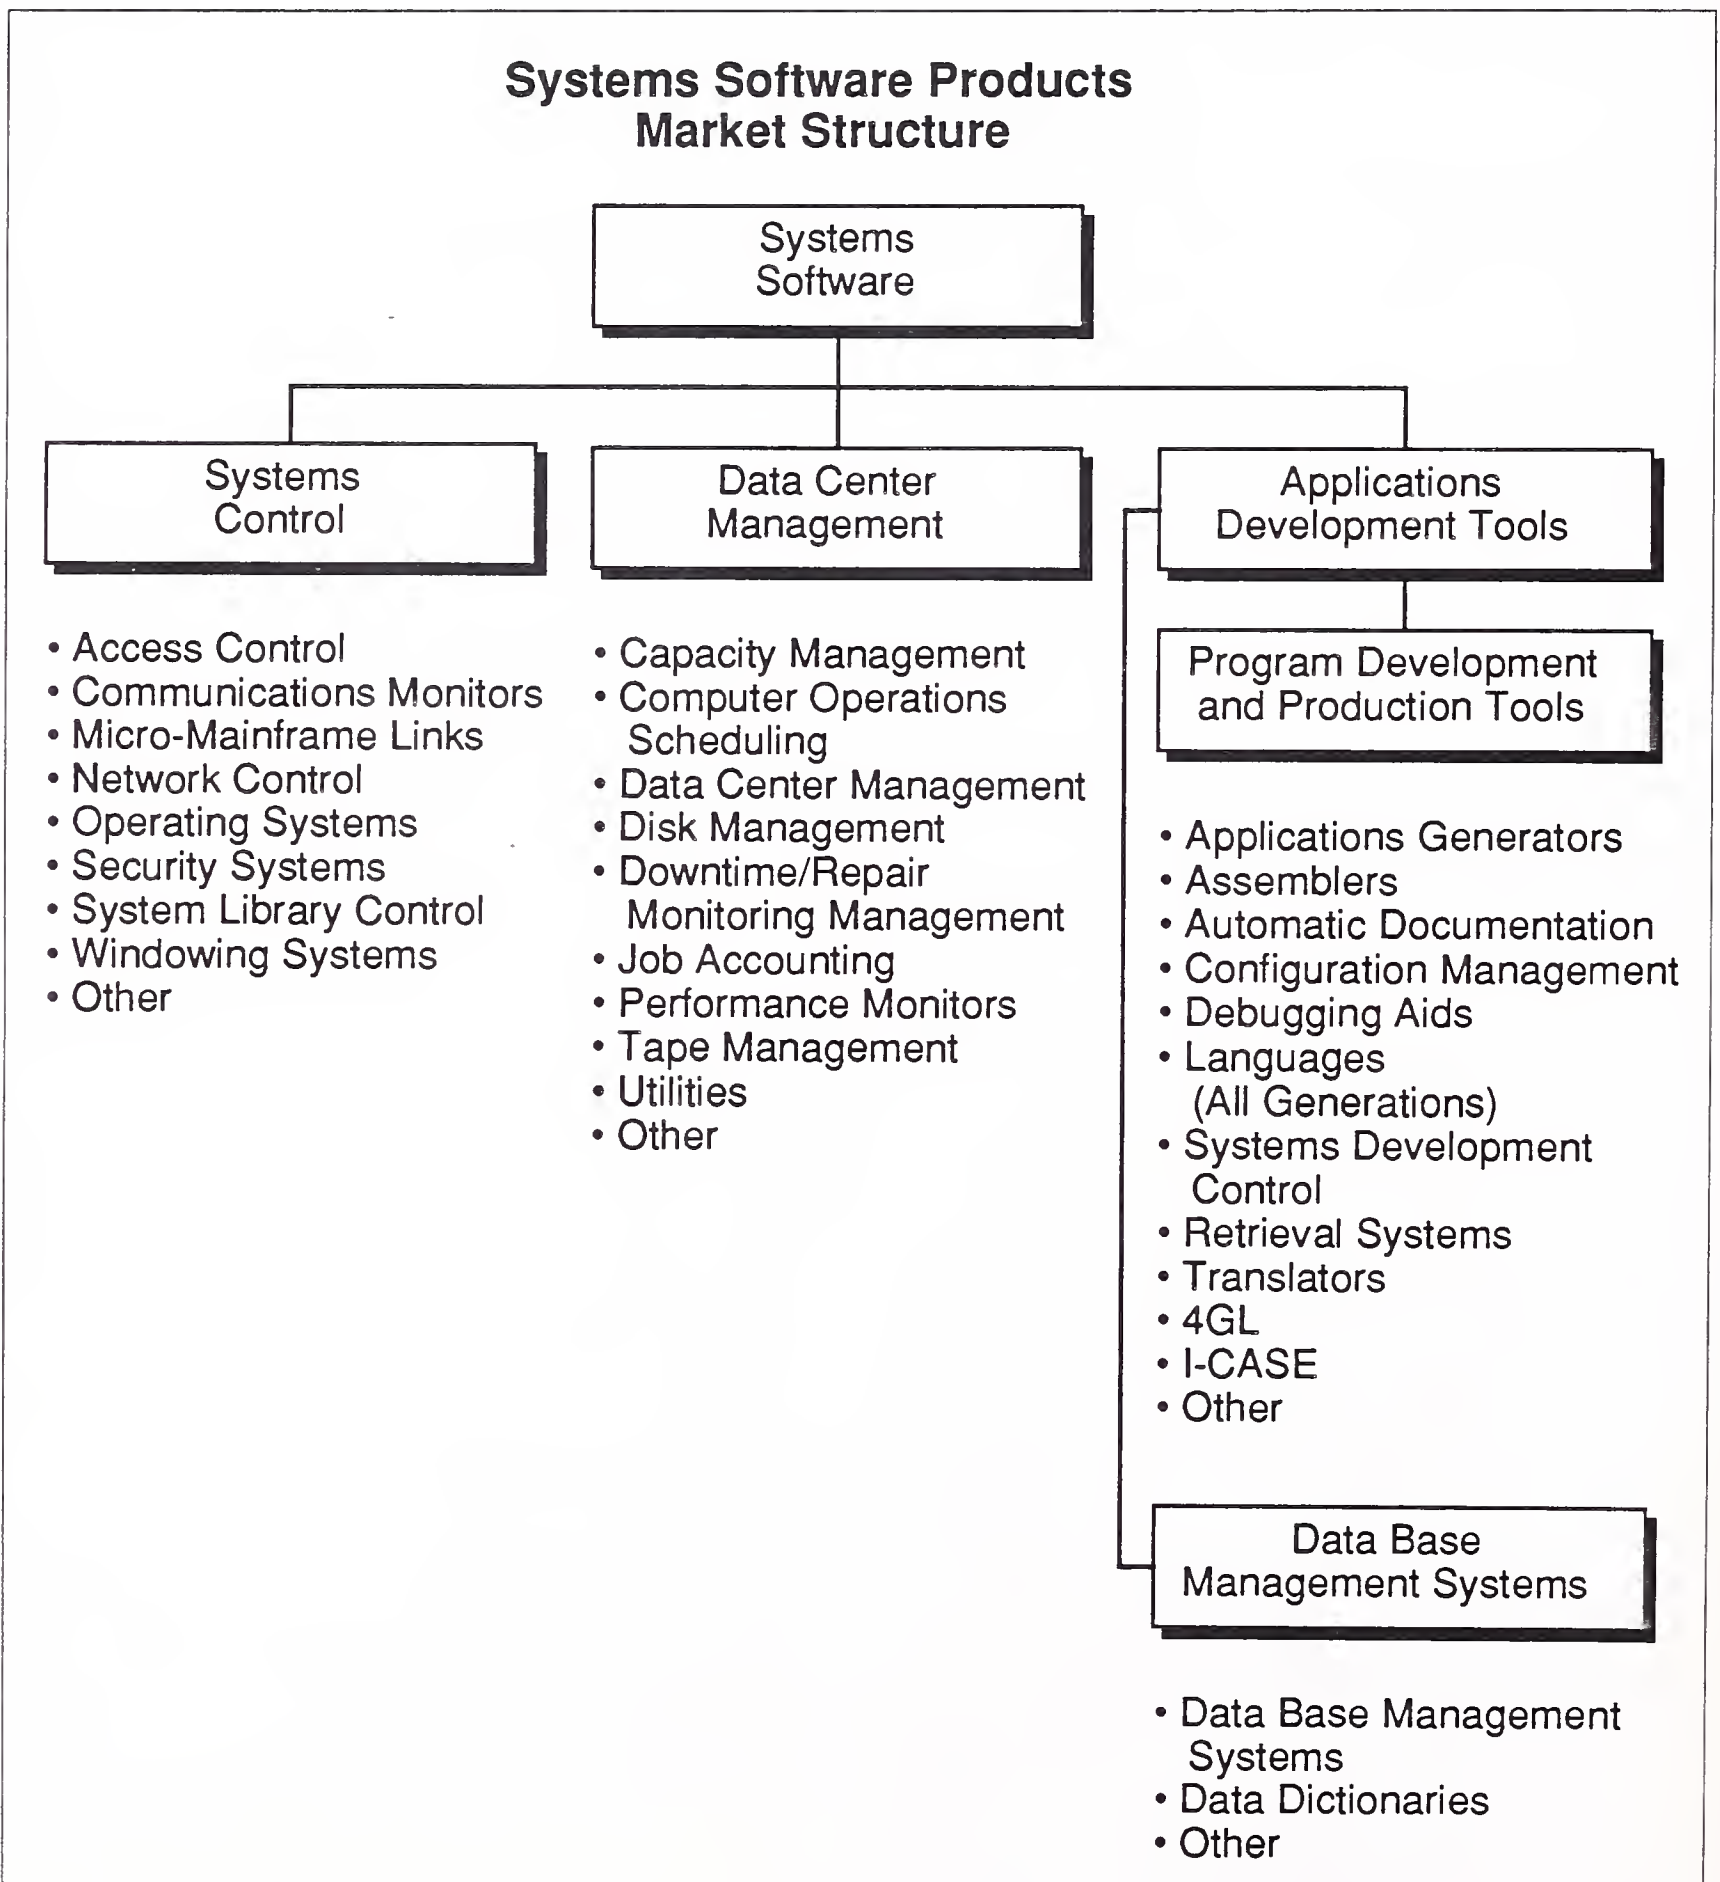 Systems Software Products
Market Structure
Systems
Software
Systems
Control
• Access Control
• Communications Monitors
• Micro-Mainframe Links
• Network Control
• Operating Systems
• Security Systems
• System Library Control
• Windowing Systems
• Other
Data Center
Management
• Capacity Management
• Computer Operations
Scheduling
• Data Center Management
• Disk Management
• Downtime/Repair
Monitoring Management
• Job Accounting
• Performance Monitors
• Tape Management
• Utilities
• Other
Applications
Development Tools
Program Development
and Production Tools
• Applications Generators
• Assemblers
• Automatic Documentation
• Configuration Management
• Debugging Aids
• Languages
(All Generations)
• Systems Development
Control
• Retrieval Systems
• Translators
• 4GL
• I-CASE
• Other
Data Base
Management Systems
• Data Base Management
Systems
• Data Dictionaries
• Other